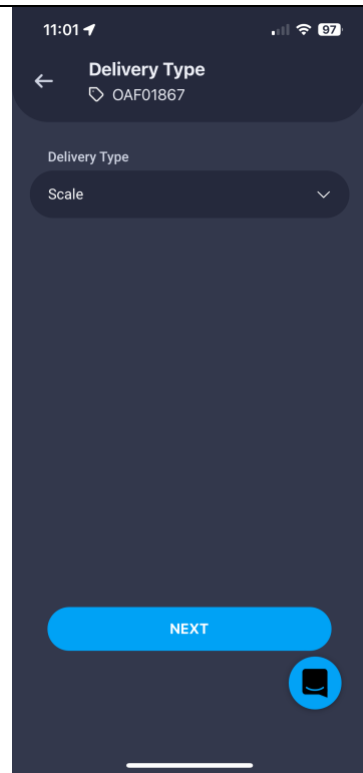 11:01
97
Delivery Type
OAF01867
Delivery Type
Scale
NEXT